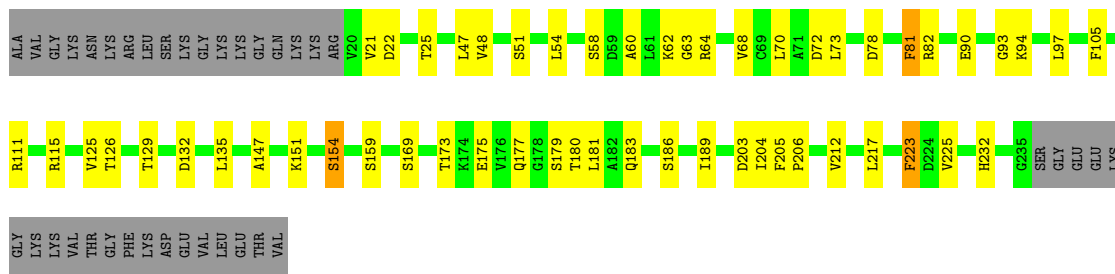 ALA VAL GLY LYS ASN LYS ARG LEU SER LYS GLY LYS LYS GLY GLN LYS LYS ARG V20 V21 D22 T25 L47 V48 S51 L54 S58 D59 A60 L61 K62 G63 R64 V68 C69 L70 A71 D72 L73 D78 F81 R82 E90 G93 K94 L97 F105
R111 R115 V125 T126 T129 D132 L135 A147 K151 S154 S159 S169 T173 K174 E175 V176 Q177 G178 S179 T180 L181 A182 Q183 S186 I189 D203 I204 F205 P206 V212 L217 F223 D224 V225 H232 G235 SER GLY GLU GLU LYS
GLY LYS LYS VAL THR GLY PHE LYS ASP GLU VAL LEU GLU THR VAL